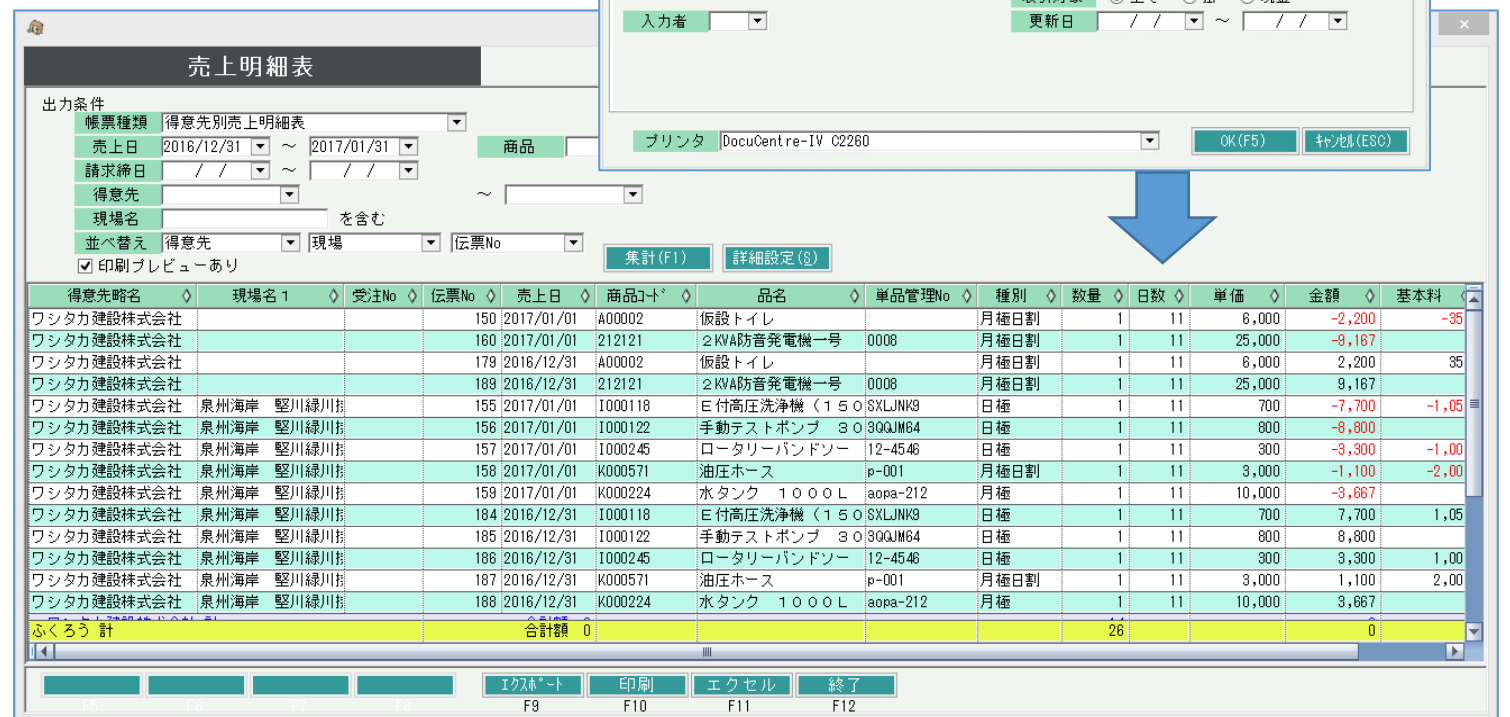 取引対象 全て 掛 現金
入力者 更新日 / / ～ / /
プリンタ DocuCentre-IV C2260 OK(F5) ｷｬﾝｾﾙ(ESC)
売上明細表
出力条件
帳票種類 得意先別売上明細表
売上日 2016/12/31 ～ 2017/01/31 商品
請求締日 / / ～ / /
得意先 ～
現場名 を含む
並べ替え 得意先 現場 伝票No
印刷プレビューあり 集計(F1) 詳細設定(S)
得意先略名 現場名1 受注No 伝票No 売上日 商品ｺｰﾄﾞ 品名 単品管理No 種別 数量 日数 単価 金額 基本料
ワシタカ建設株式会社 150 2017/01/01 A00002 仮設トイレ 月極日割 1 11 6,000 -2,200 -35
ワシタカ建設株式会社 160 2017/01/01 212121 2KVA防音発電機一号 0008 月極日割 1 11 25,000 -9,167
ワシタカ建設株式会社 179 2016/12/31 A00002 仮設トイレ 月極日割 1 11 6,000 2,200 35
ワシタカ建設株式会社 189 2016/12/31 212121 2KVA防音発電機一号 0008 月極日割 1 11 25,000 9,167
ワシタカ建設株式会社 泉州海岸 堅川緑川 155 2017/01/01 I000118 E付高圧洗浄機（150 SXLJNK9 日極 1 11 700 -7,700 -1,05
ワシタカ建設株式会社 泉州海岸 堅川緑川 156 2017/01/01 I000122 手動テストポンプ 30 3QQJM64 日極 1 11 800 -8,800
ワシタカ建設株式会社 泉州海岸 堅川緑川 157 2017/01/01 I000245 ロータリーバンドソー 12-4546 日極 1 11 300 -3,300 -1,00
ワシタカ建設株式会社 泉州海岸 堅川緑川 158 2017/01/01 K000571 油圧ホース p-001 月極日割 1 11 3,000 -1,100 -2,00
ワシタカ建設株式会社 泉州海岸 堅川緑川 159 2017/01/01 K000224 水タンク 1000L aopa-212 月極 1 11 10,000 -3,667
ワシタカ建設株式会社 泉州海岸 堅川緑川 184 2016/12/31 I000118 E付高圧洗浄機（150 SXLJNK9 日極 1 11 700 7,700 1,05
ワシタカ建設株式会社 泉州海岸 堅川緑川 185 2016/12/31 I000122 手動テストポンプ 30 3QQJM64 日極 1 11 800 8,800
ワシタカ建設株式会社 泉州海岸 堅川緑川 186 2016/12/31 I000245 ロータリーバンドソー 12-4546 日極 1 11 300 3,300 1,00
ワシタカ建設株式会社 泉州海岸 堅川緑川 187 2016/12/31 K000571 油圧ホース p-001 月極日割 1 11 3,000 1,100 2,00
ワシタカ建設株式会社 泉州海岸 堅川緑川 188 2016/12/31 K000224 水タンク 1000L aopa-212 月極 1 11 10,000 3,667
ふくろう 計 合計額 0 26 0
ｴｸｽﾎﾟｰﾄ 印刷 エクセル 終了
F5 F6 F7 F8 F9 F10 F11 F12